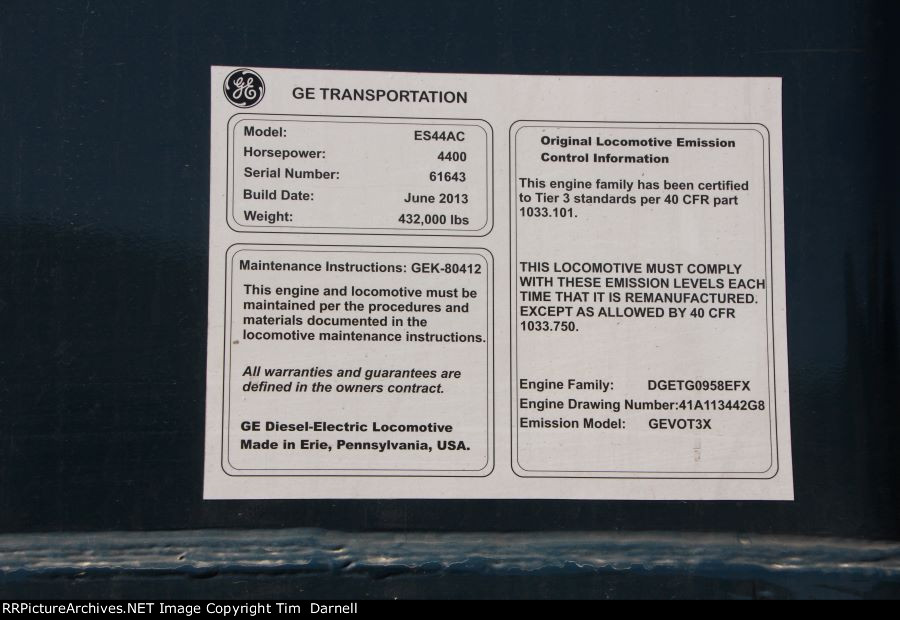 GE
GE TRANSPORTATION
Model: ES44AC
Horsepower: 4400
Serial Number: 61643
Build Date: June 2013
Weight: 432,000 lbs
Maintenance Instructions: GEK-80412
This engine and locomotive must be
maintained per the procedures and
materials documented in the
locomotive maintenance instructions.
All warranties and guarantees are
defined in the owners contract.
GE Diesel-Electric Locomotive
Made in Erie, Pennsylvania, USA.
Original Locomotive Emission
Control Information
This engine family has been certified
to Tier 3 standards per 40 CFR part
1033.101.
THIS LOCOMOTIVE MUST COMPLY
WITH THESE EMISSION LEVELS EACH
TIME THAT IT IS REMANUFACTURED.
EXCEPT AS ALLOWED BY 40 CFR
1033.750.
Engine Family: DGETG0958EFX
Engine Drawing Number:41A113442G8
Emission Model: GEVOT3X
RRPictureArchives.NET Image Copyright Tim Darnell